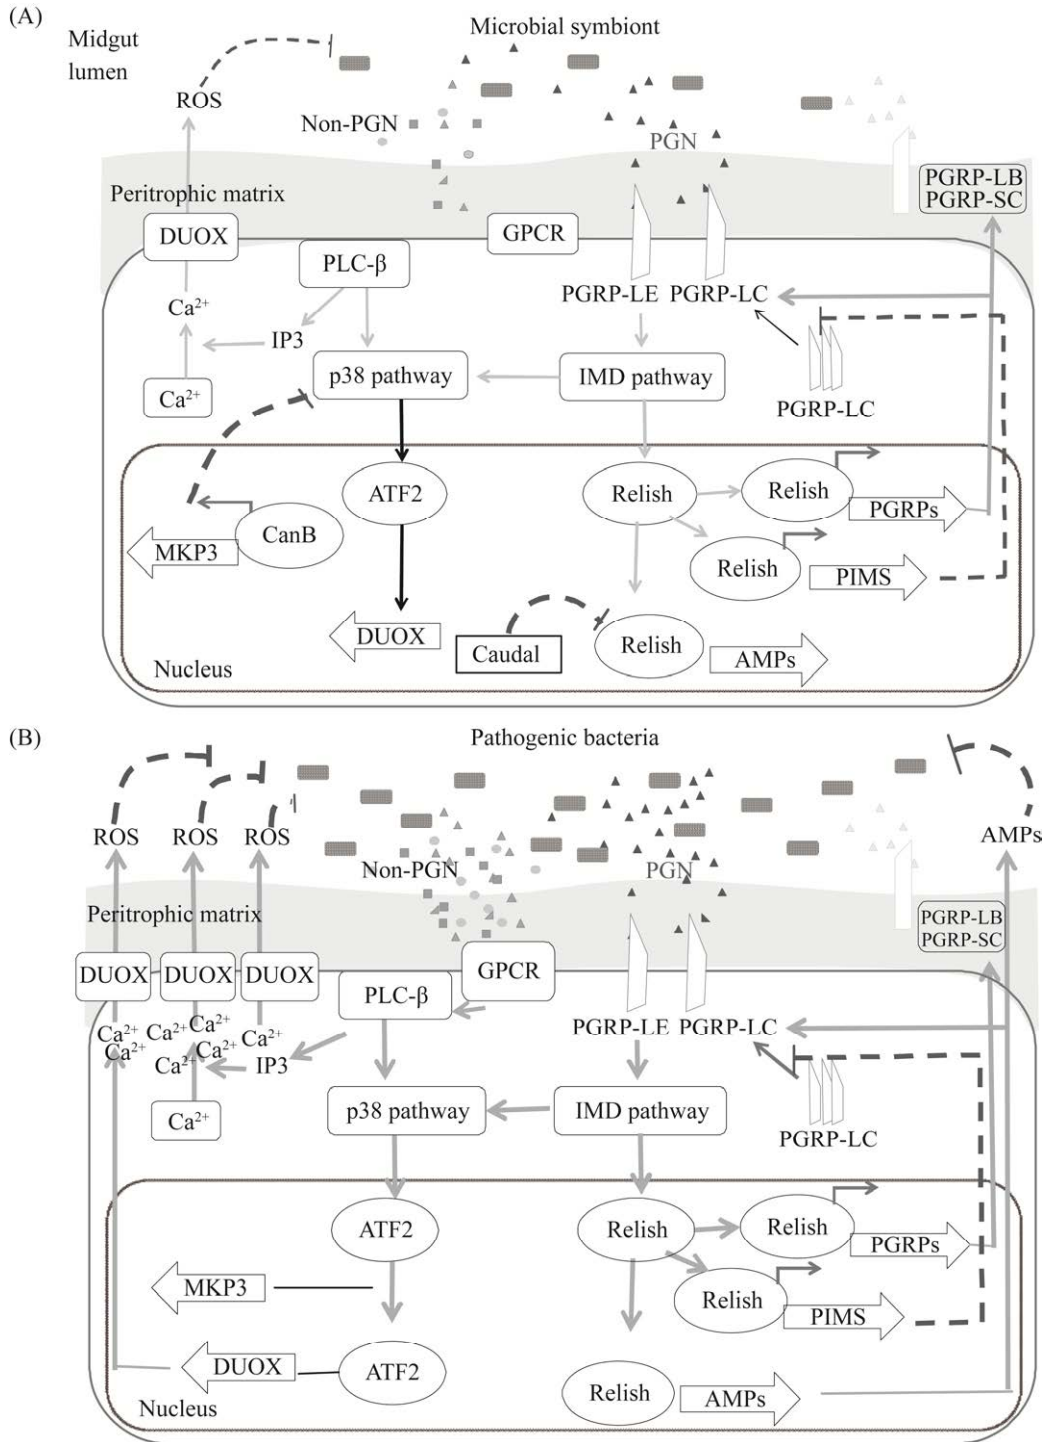 (A)
Midgut
lumen
Microbial symbiont
ROS
Non-PGN
PGN
Peritrophic matrix
PGRP-LB
PGRP-SC
DUOX
GPCR
PLC-β
Ca²⁺
IP3
PGRP-LE
PGRP-LC
p38 pathway
IMD pathway
Ca²⁺
PGRP-LC
ATF2
Relish
Relish
PGRPs
CanB
MKP3
Relish
PIMS
DUOX
Caudal
Relish
AMPs
Nucleus
(B)
Pathogenic bacteria
ROS
ROS
ROS
AMPs
Non-PGN
PGN
Peritrophic matrix
PGRP-LB
PGRP-SC
DUOX
DUOX
DUOX
GPCR
PLC-β
Ca²⁺
Ca²⁺
Ca²⁺
Ca²⁺
Ca²⁺
Ca²⁺
Ca²⁺
IP3
PGRP-LE
PGRP-LC
Ca²⁺
p38 pathway
IMD pathway
PGRP-LC
ATF2
Relish
Relish
PGRPs
MKP3
Relish
PIMS
DUOX
ATF2
Relish
AMPs
Nucleus